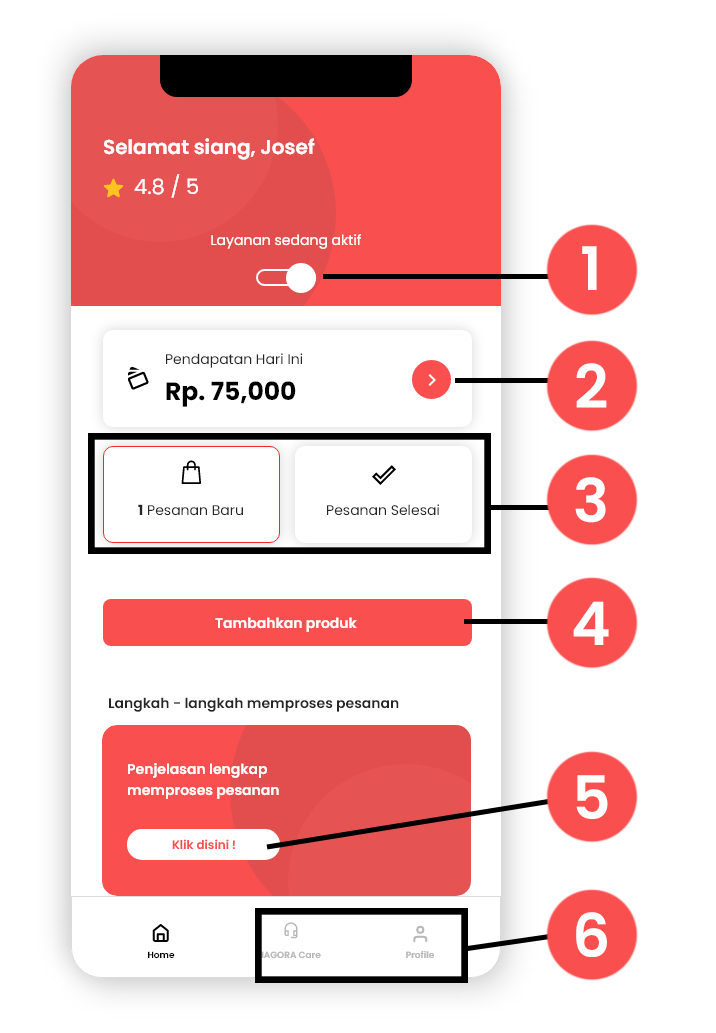 Selamat siang, Josef
4.8 / 5
Layanan sedang aktif
1
Pendapatan Hari Ini
Rp. 75,000
2
1 Pesanan Baru
Pesanan Selesai
3
Tambahkan produk
4
Langkah - langkah memproses pesanan
Penjelasan lengkap
memproses pesanan
Klik disini !
5
Home
IAGORA Care
Profile
6